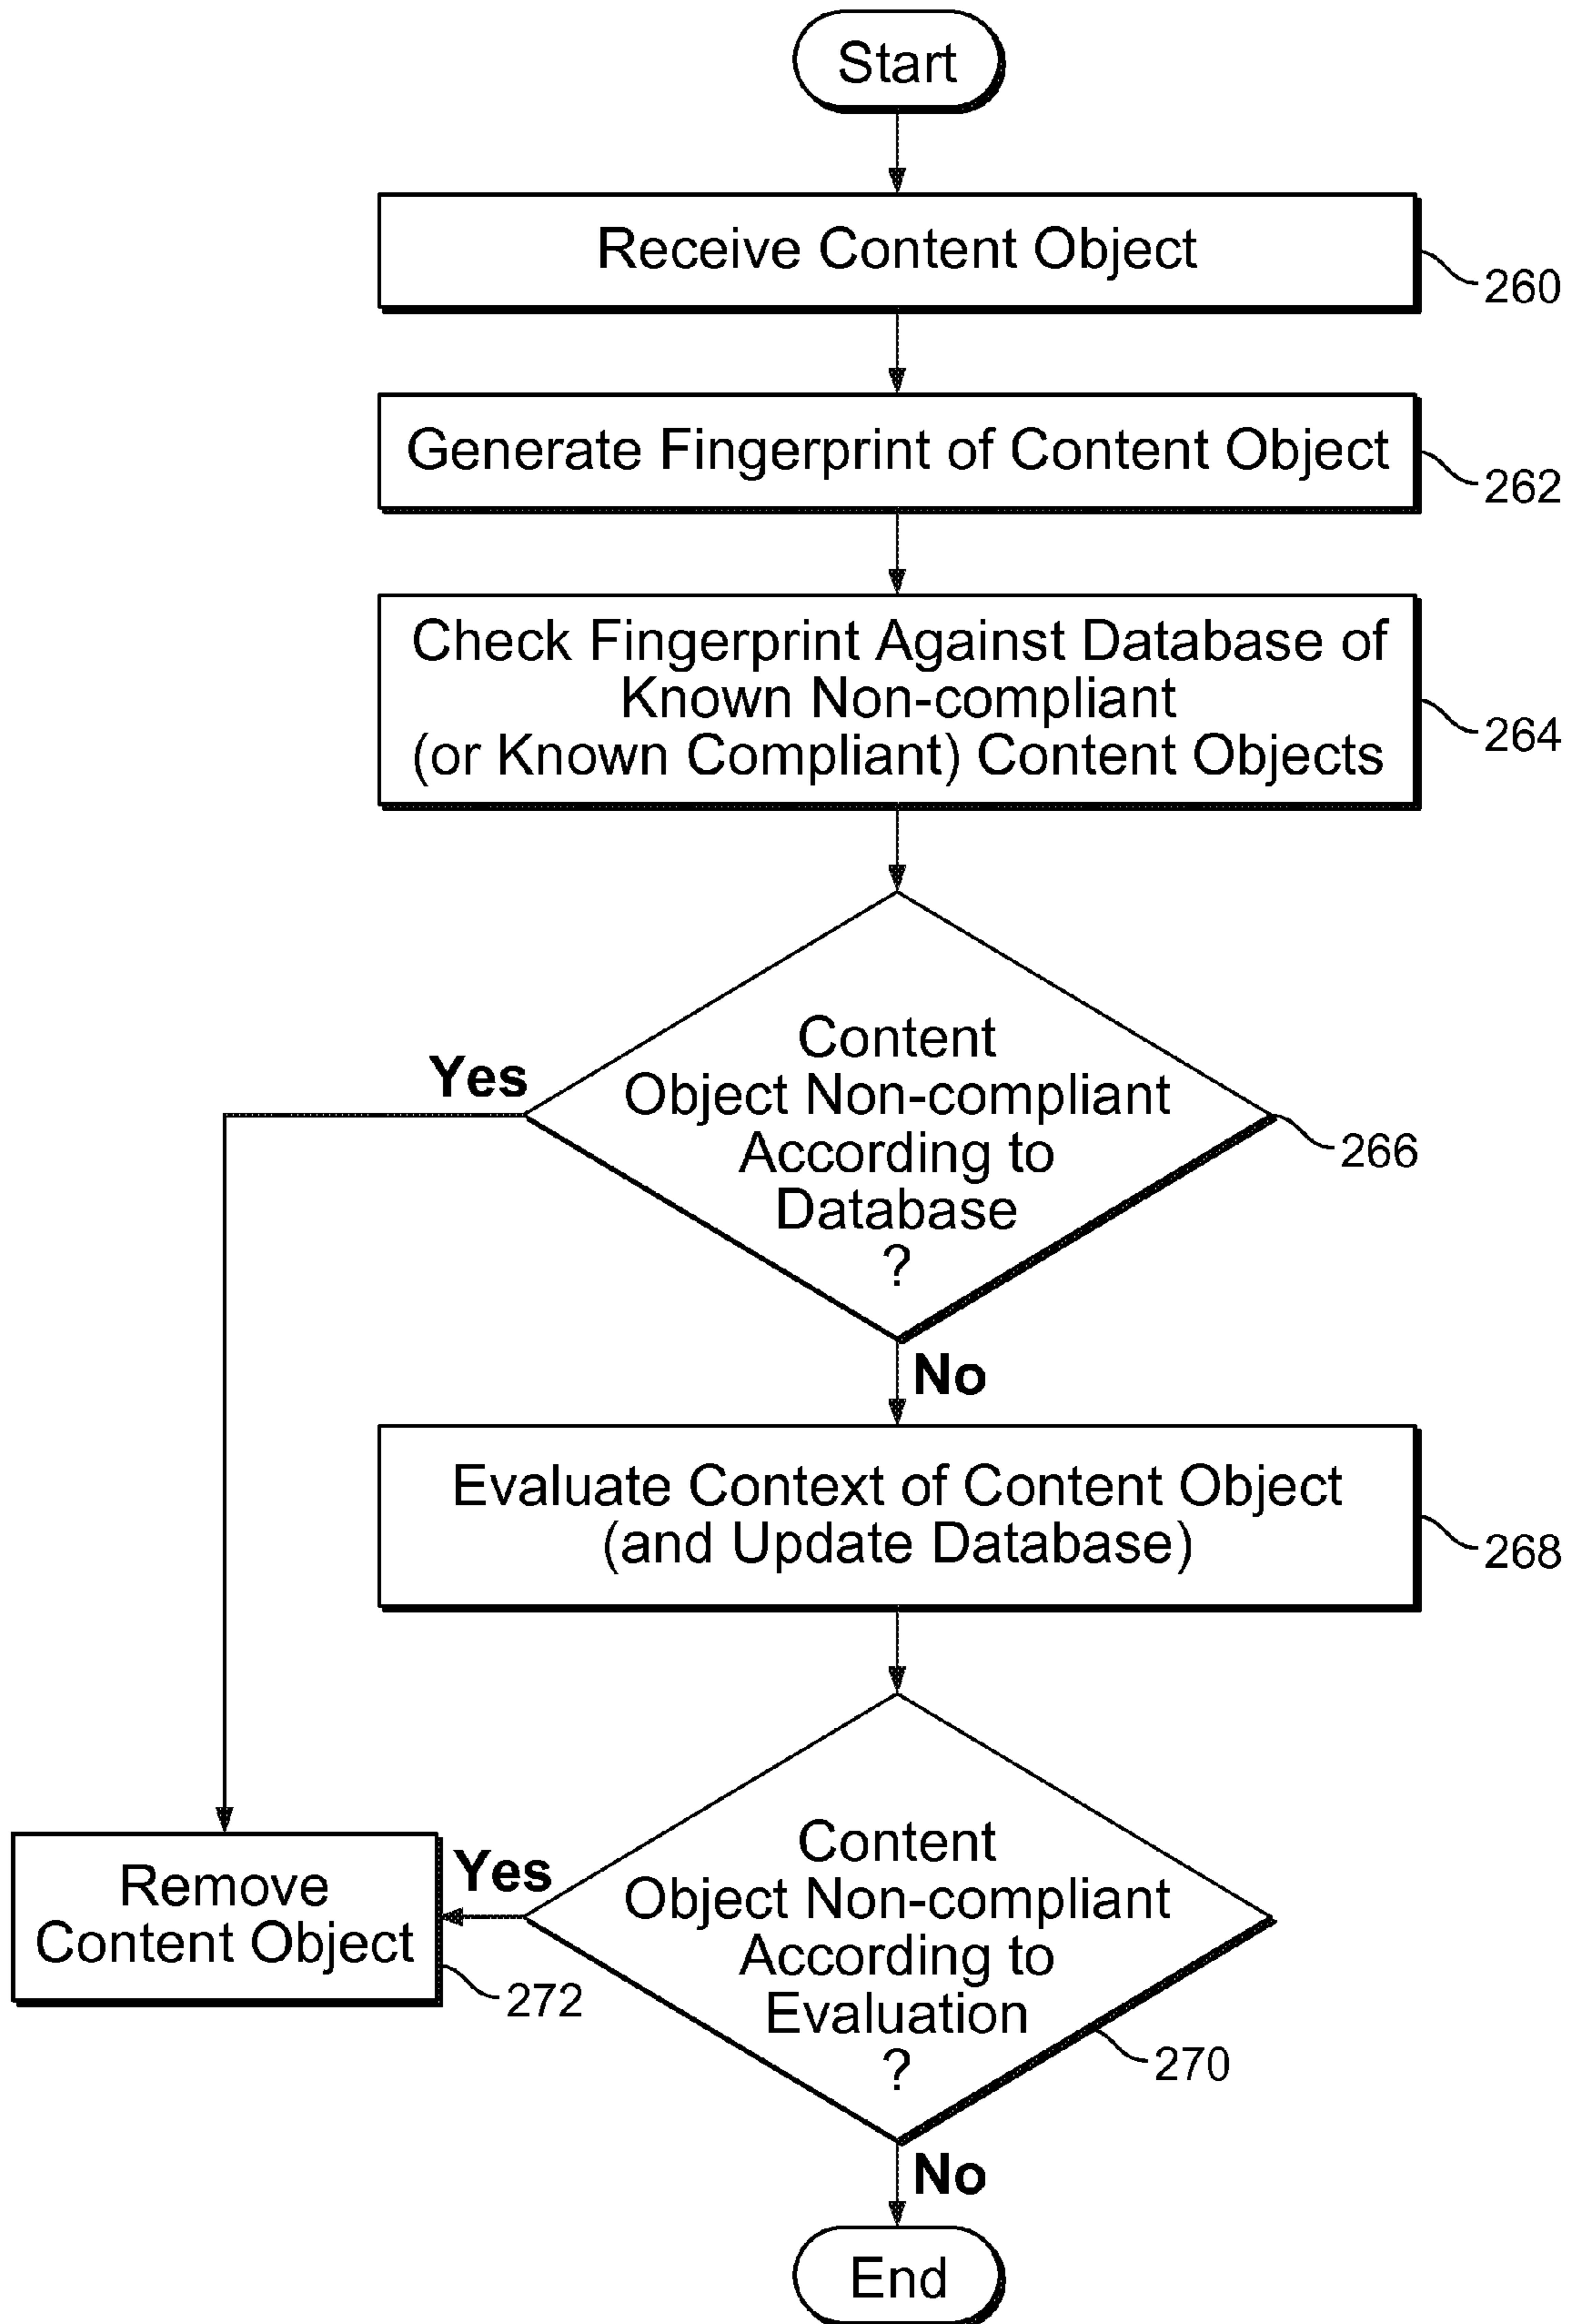 Start
Receive Content Object
260
Generate Fingerprint of Content Object
262
Check Fingerprint Against Database of
Known Non-compliant
(or Known Compliant) Content Objects
264
Content
Object Non-compliant
According to
Database
?
Yes
266
No
Evaluate Context of Content Object
(and Update Database)
268
Content
Object Non-compliant
According to
Evaluation
?
Yes
Remove
Content Object
272
270
No
End